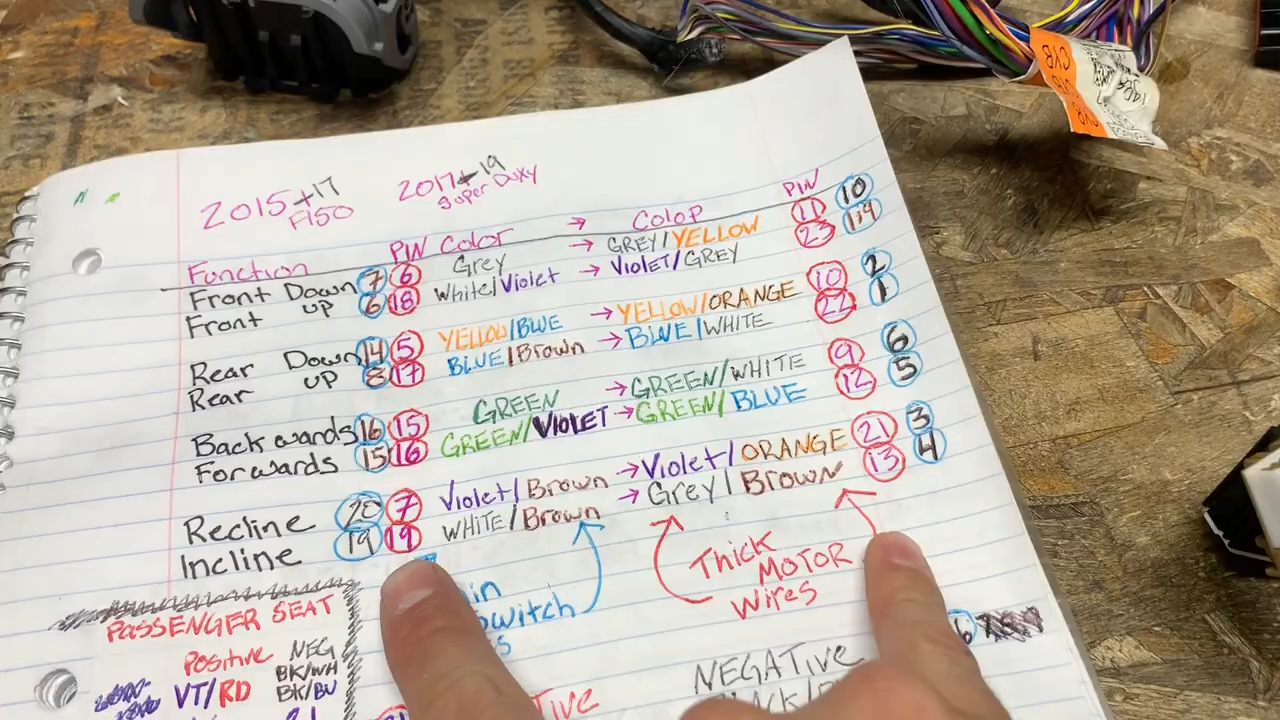 2015+17 2017+19
F150 Super Duxy
Function PIN Color → Color PIN
Front Down 7 6 Grey → GREY/YELLOW 11 10
Front UP 6 18 White/Violet → Violet/GREY 23
Rear Down 14 5 YELLOW/BLUE → YELLOW/ORANGE 10 2
Rear UP 8 17 BLUE/Brown → BLUE/WHITE 22 1
Backwards 16 15 GREEN → GREEN/WHITE 9 6
Forwards 15 16 GREEN/VIOLET → GREEN/BLUE 12 5
Recline 20 7 Violet/Brown → Violet/ORANGE 21 3
Incline 19 19 WHITE/Brown → Grey/Brown 13 4
Thick
MOTOR
wires
Switch
PASSENGER SEAT
Positive NEG
VT/RD BK/WH
BK/BU
NEGATive